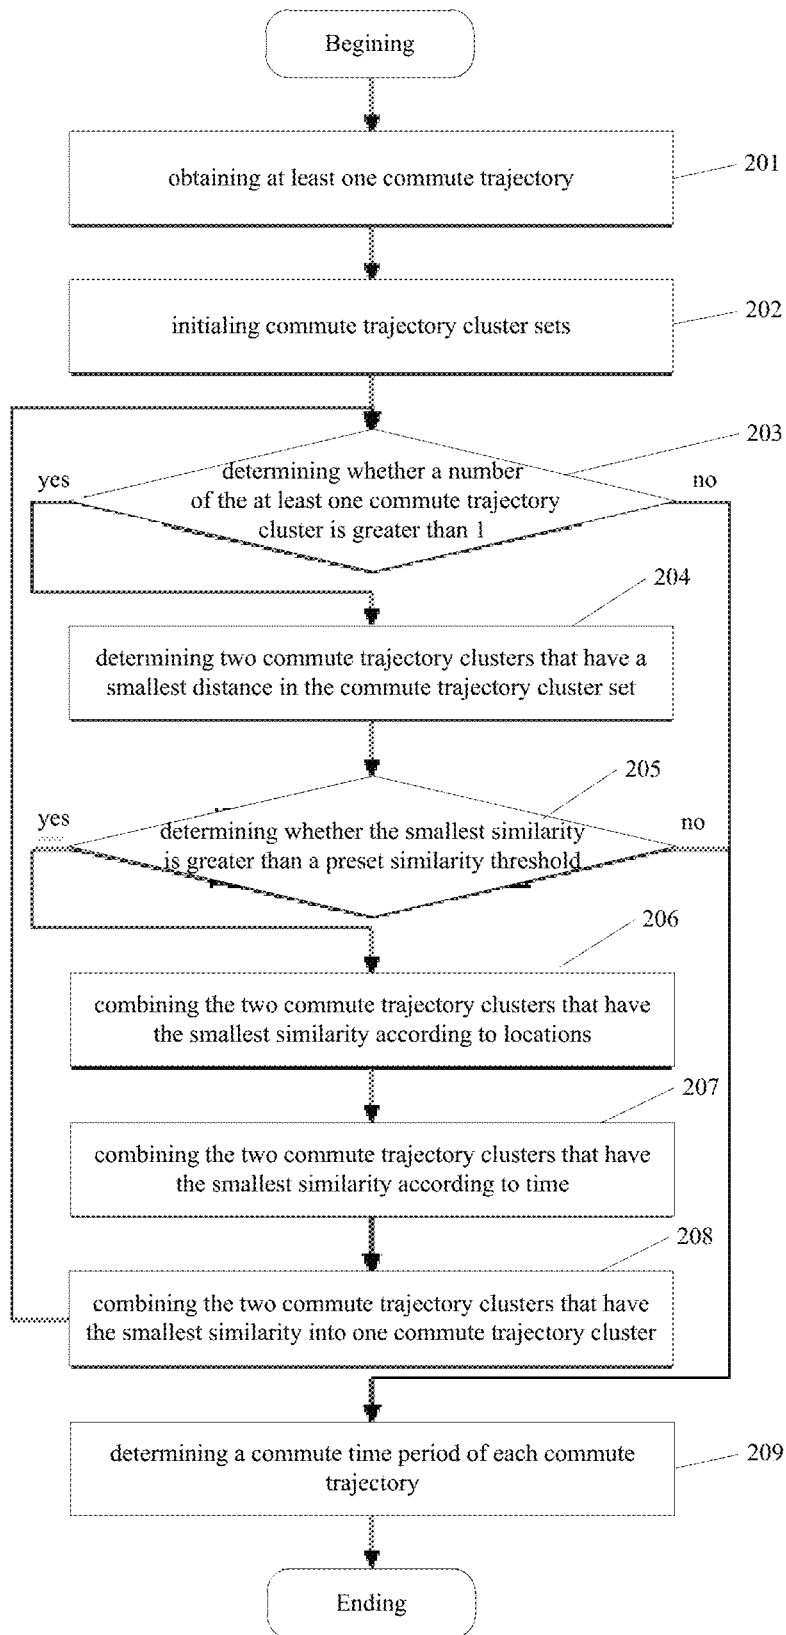 Begining
obtaining at least one commute trajectory
201
initialing commute trajectory cluster sets
202
203
yes
no
determining whether a number
of the at least one commute trajectory
cluster is greater than 1
204
determining two commute trajectory clusters that have a
smallest distance in the commute trajectory cluster set
205
yes
no
determining whether the smallest similarity
is greater than a preset similarity threshold
206
combining the two commute trajectory clusters that have
the smallest similarity according to locations
207
combining the two commute trajectory clusters that have
the smallest similarity according to time
208
combining the two commute trajectory clusters that have
the smallest similarity into one commute trajectory cluster
determining a commute time period of each commute
trajectory
209
Ending